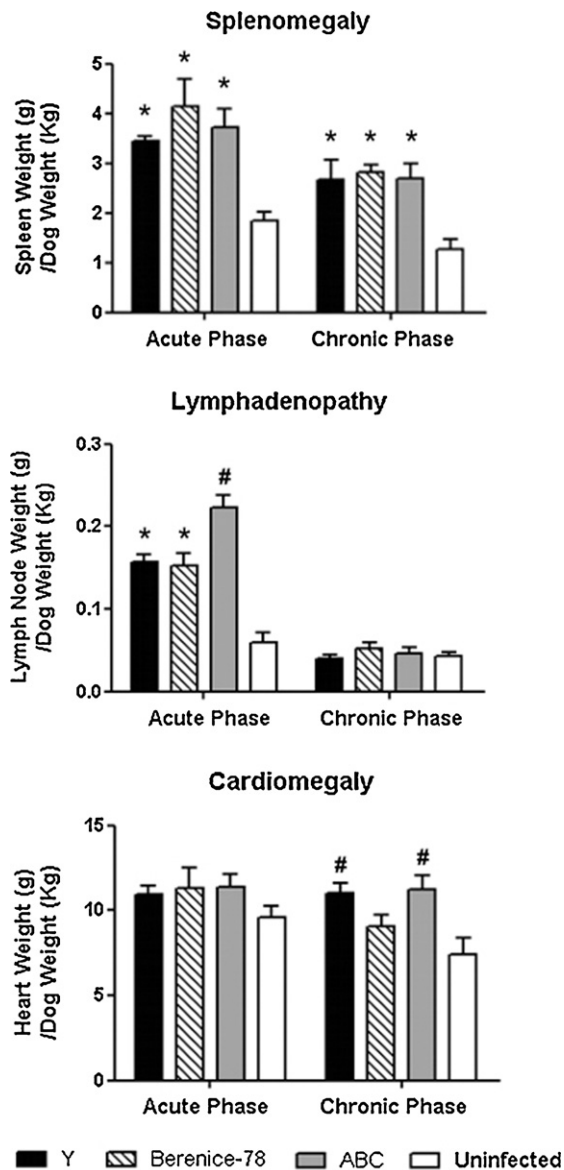 Splenomegaly
Spleen Weight (g)
/Dog Weight (Kg)
5
4
3
2
1
0
* * * * * *
Acute Phase Chronic Phase
Lymphadenopathy
Lymph Node Weight (g)
/Dog Weight (Kg)
0.3
0.2
0.1
0.0
* * #
Acute Phase Chronic Phase
Cardiomegaly
Heart Weight (g)
/Dog Weight (Kg)
15
10
5
0
# #
Acute Phase Chronic Phase
Y Berenice-78 ABC Uninfected